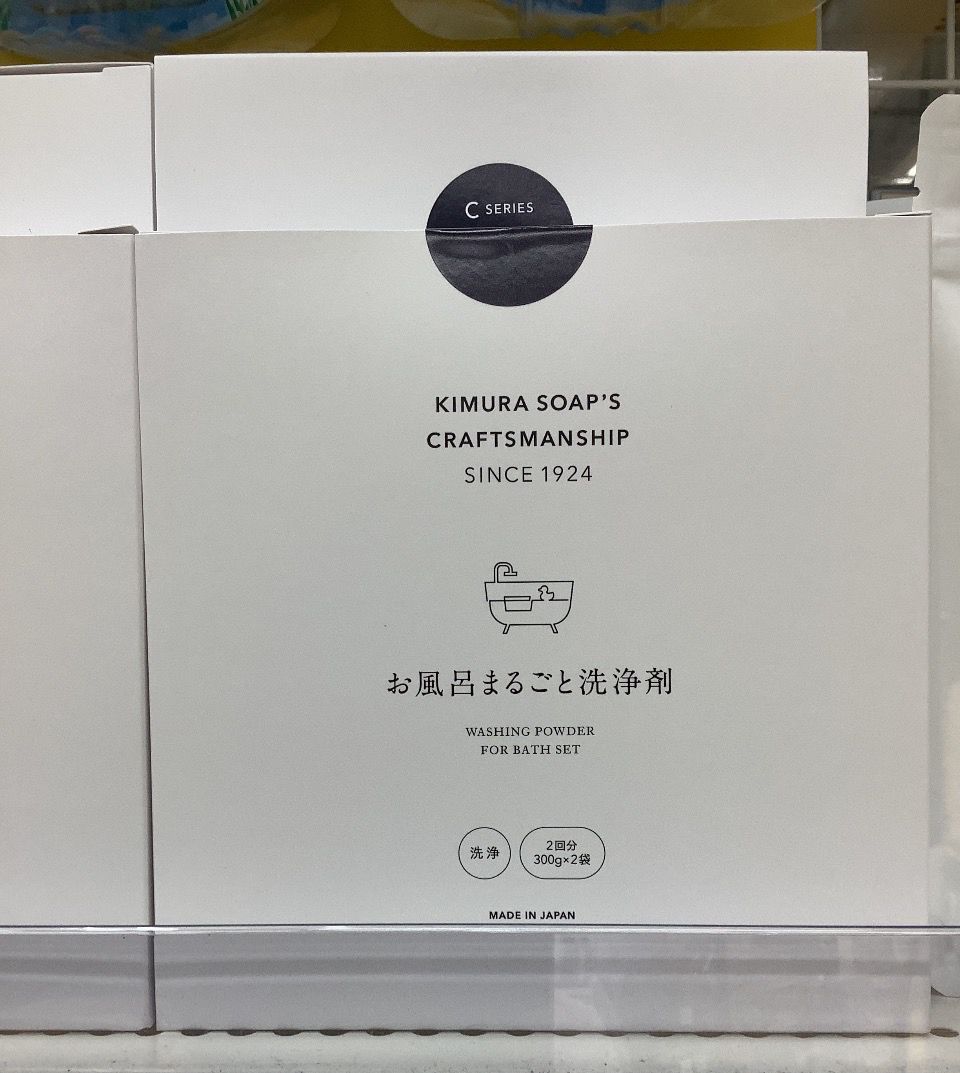 C SERIES
KIMURA SOAP'S
CRAFTSMANSHIP
SINCE 1924
お風呂まるごと洗浄剤
WASHING POWDER
FOR BATH SET
洗浄
2回分
300g×2袋
MADE IN JAPAN